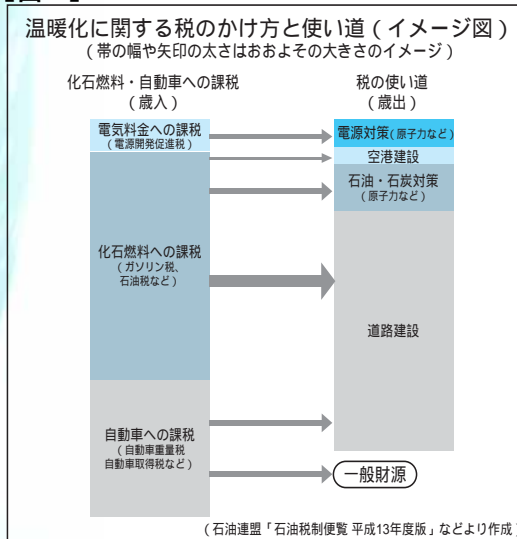 温暖化に関する税のかけ方と使い道(イメージ図)
(帯の幅や矢印の太さはおおよその大きさのイメージ)
化石燃料・自動車への課税
(歳入)
税の使い道
(歳出)
電気料金への課税
(電源開発促進税)
電源対策(原子力など)
空港建設
石油・石炭対策
(原子力など)
化石燃料への課税
(ガソリン税、
石油税など)
道路建設
自動車への課税
(自動車重量税
自動車取得税など)
一般財源
(石油連盟「石油税制便覧 平成13年度版」などより作成)